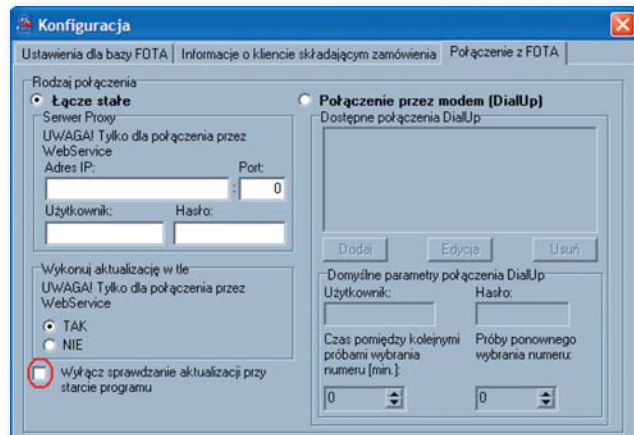 Konfiguracja
Ustawienia dla bazy FOTA
Informacje o kliencie składającym zamówienia
Połączenie z FOTA
Rodzaj połączenia
Łącze stałe
Serwer Proxy
UWAGA! Tylko dla połączenia przez
WebService
Adres IP:
Port:
:
0
Użytkownik:
Hasło:
Wykonuj aktualizację w tle
UWAGA! Tylko dla połączenia przez
WebService
TAK
NIE
Wyłącz sprawdzanie aktualizacji przy
starcie programu
Połączenie przez modem (DialUp)
Dostępne połączenia DialUp
Dodaj
Edycja
Usuń
Domyślne parametry połączenia DialUp
Użytkownik:
Hasło:
Czas pomiędzy kolejnymi
próbami wybrania
numeru [min.]:
0
Próby ponownego
wybrania numeru:
0